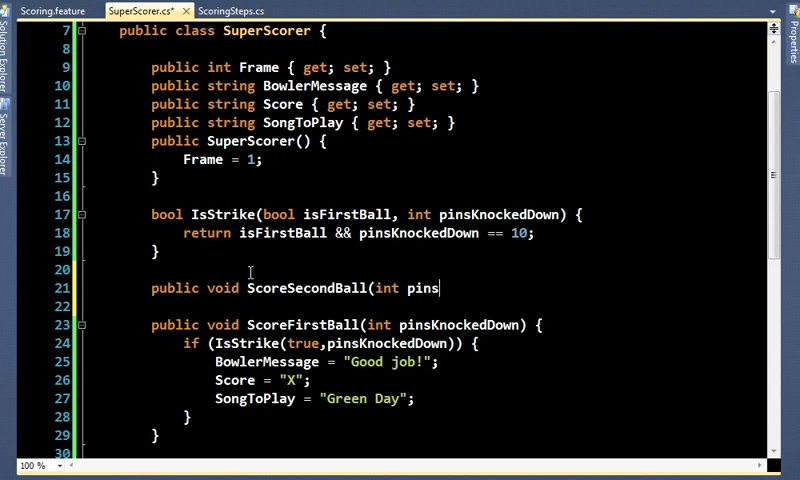 Scoring.feature
SuperScorer.cs*
ScoringSteps.cs
Solution Explorer
Server Explorer
Properties
7 public class SuperScorer {
8
9 public int Frame { get; set; }
10 public string BowlerMessage { get; set; }
11 public string Score { get; set; }
12 public string SongToPlay { get; set; }
13 public SuperScorer() {
14 Frame = 1;
15 }
16
17 bool IsStrike(bool isFirstBall, int pinsKnockedDown) {
18 return isFirstBall && pinsKnockedDown == 10;
19 }
20
21 public void ScoreSecondBall(int pins
22
23 public void ScoreFirstBall(int pinsKnockedDown) {
24 if (IsStrike(true,pinsKnockedDown)) {
25 BowlerMessage = "Good job!";
26 Score = "X";
27 SongToPlay = "Green Day";
28 }
29 }
30
100 %